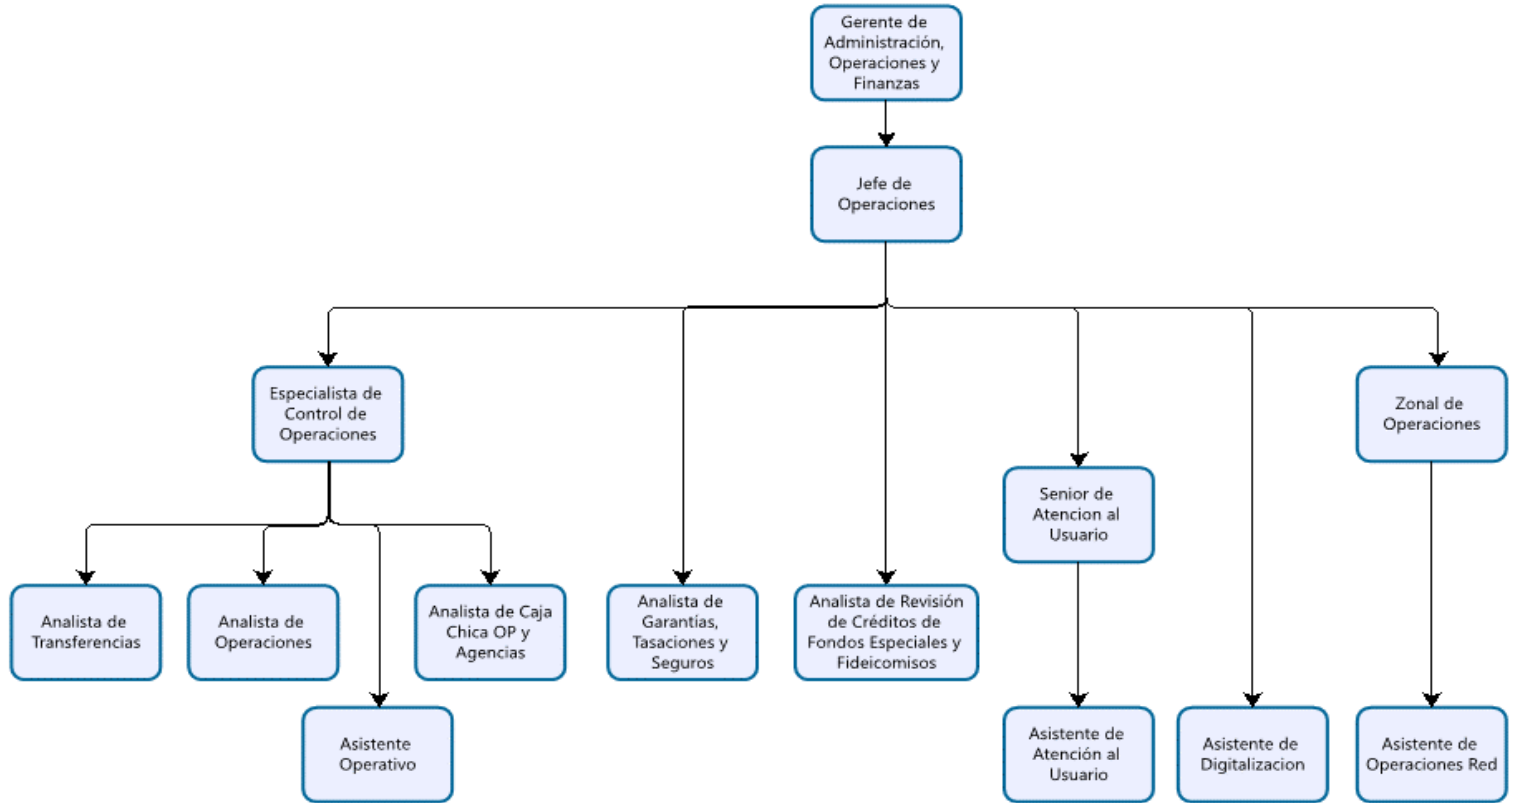 Gerente de
Administración,
Operaciones y
Finanzas
Jefe de
Operaciones
Especialista de
Control de
Operaciones
Zonal de
Operaciones
Senior de
Atencion al
Usuario
Analista de
Transferencias
Analista de
Operaciones
Analista de Caja
Chica OP y
Agencias
Analista de
Garantías,
Tasaciones y
Seguros
Analista de Revisión
de Créditos de
Fondos Especiales y
Fideicomisos
Asistente
Operativo
Asistente de
Atención al
Usuario
Asistente de
Digitalizacion
Asistente de
Operaciones Red